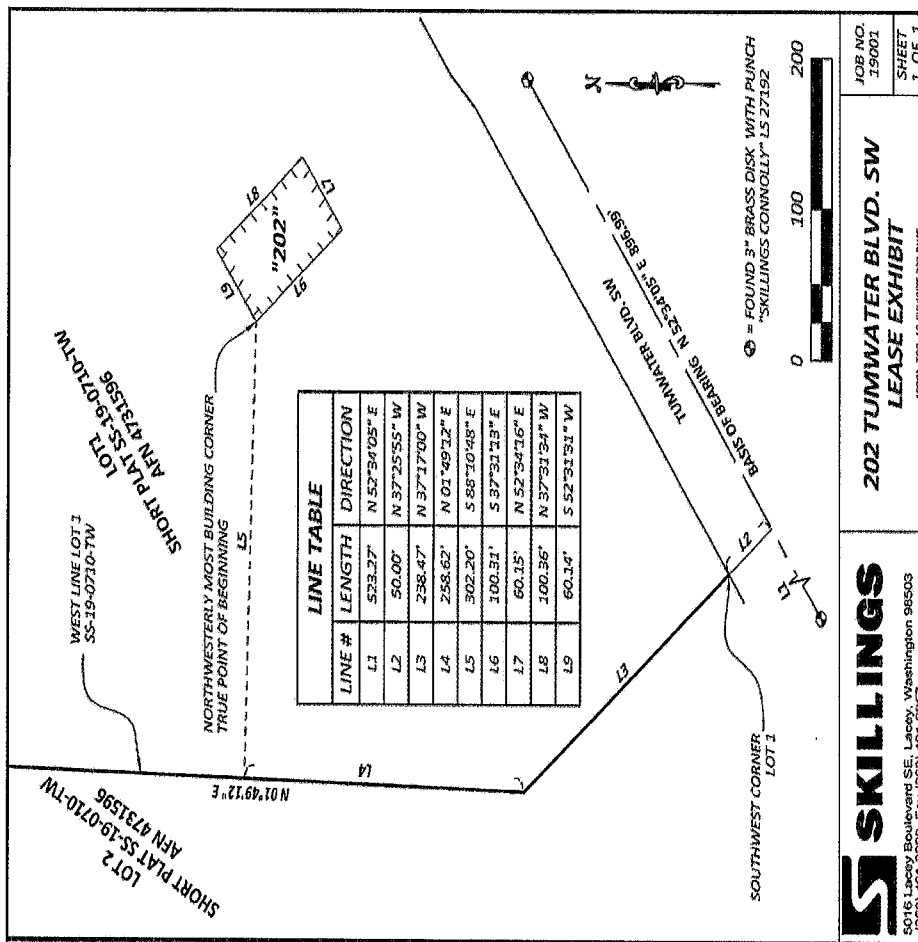 WEST LINE LOT 1
SS-19-0710-TW
LOT 2
SHORT PLAT SS-19-0710-TW
AFN 4731596
LOT1
SHORT PLAT SS-19-0710-TW
AFN 4731596
NORTHWESTERLY MOST BUILDING CORNER
TRUE POINT OF BEGINNING
L5
L9
L8
"202"
L6
L7
N 01°49'12" E
L4
L3
LINE TABLE
LINE # LENGTH DIRECTION
L1 523.27' N 52°34'05" E
L2 50.00' N 37°25'55" W
L3 238.47' N 37°17'00" W
L4 258.62' N 01°49'12" E
L5 302.20' S 88°10'48" E
L6 100.31' S 37°31'13" E
L7 60.15' N 52°34'16" E
L8 100.36' N 37°31'34" W
L9 60.14' S 52°31'31" W
TUMWATER BLVD. SW
BASIS OF BEARING N 52°34'05" E 896.99'
L2
L1
SOUTHWEST CORNER
LOT 1
N
= FOUND 3" BRASS DISK WITH PUNCH
"SKILLINGS CONNOLLY" LS 27192
0 100 200
SKILLINGS
5016 Lacey Boulevard SE, Lacey, Washington 98503
202 TUMWATER BLVD. SW
LEASE EXHIBIT
JOB NO.
19001
SHEET
1 OF 1